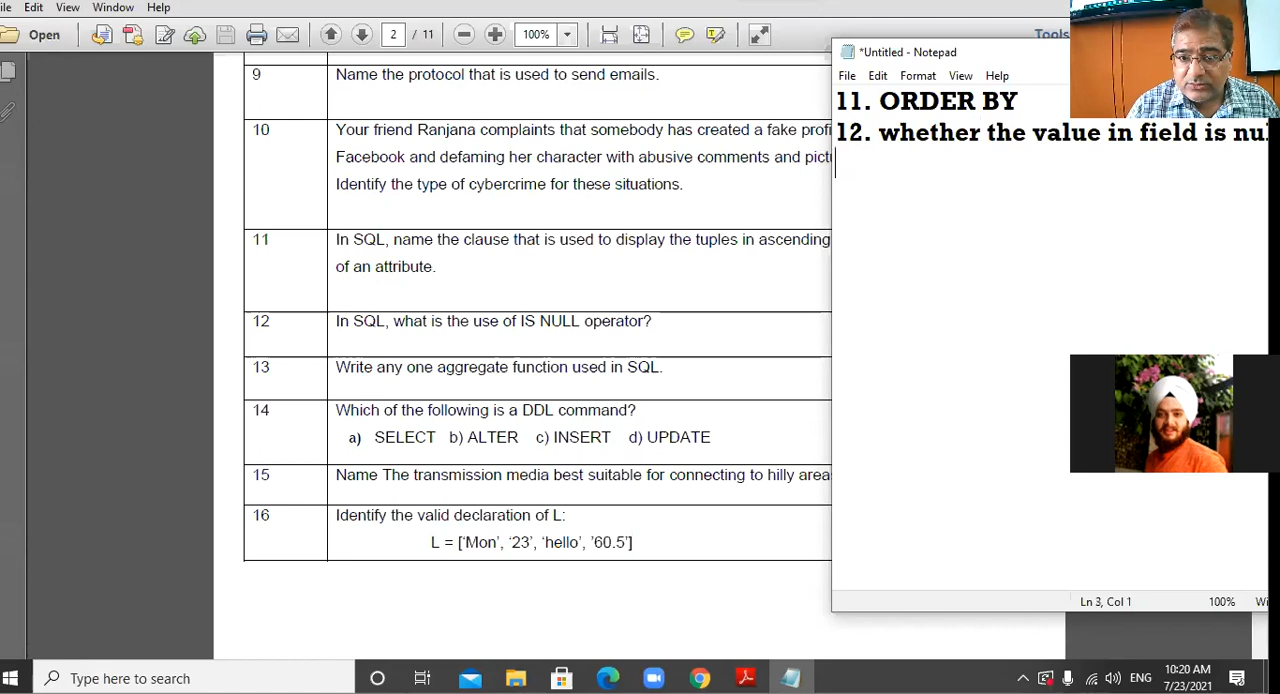 ile Edit View Window Help
Open 2 / 11 100% Tools
9 Name the protocol that is used to send emails.
10 Your friend Ranjana complaints that somebody has created a fake profi
Facebook and defaming her character with abusive comments and pictu
Identify the type of cybercrime for these situations.
11 In SQL, name the clause that is used to display the tuples in ascending
of an attribute.
12 In SQL, what is the use of IS NULL operator?
13 Write any one aggregate function used in SQL.
14 Which of the following is a DDL command?
a) SELECT b) ALTER c) INSERT d) UPDATE
15 Name The transmission media best suitable for connecting to hilly areas
16 Identify the valid declaration of L:
L = [‘Mon’, ‘23’, ‘hello’, ’60.5’]
*Untitled - Notepad
File Edit Format View Help
11. ORDER BY
12. whether the value in field is nul
Ln 3, Col 1 100% Wi
Type here to search
ENG
10:20 AM
7/23/2021